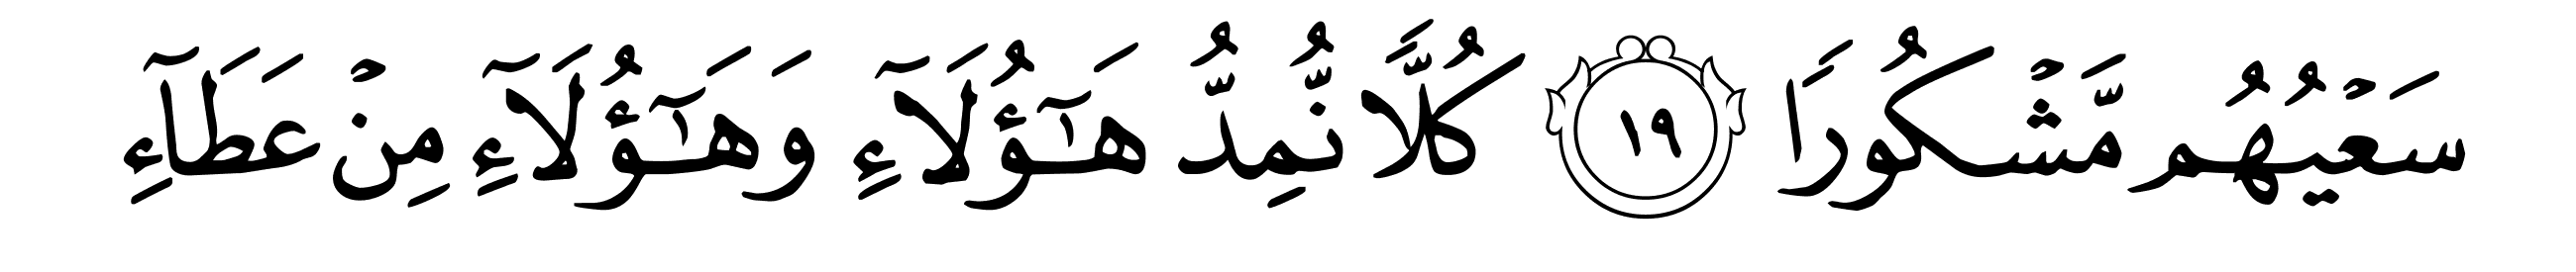 سَعۡيُهُم مَّشۡكُورٗا ١٩ كُلّٗا نُّمِدُّ هَـٰٓؤُلَآءِ وَهَـٰٓؤُلَآءِ مِنۡ عَطَآءِ